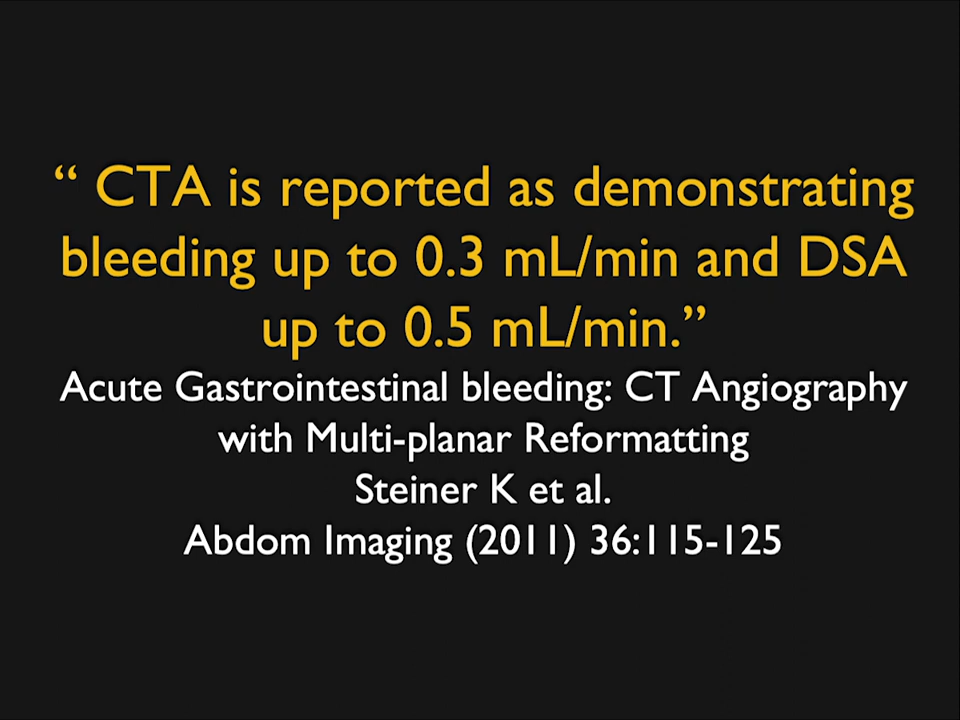 “ CTA is reported as demonstrating
bleeding up to 0.3 mL/min and DSA
up to 0.5 mL/min.”
Acute Gastrointestinal bleeding: CT Angiography
with Multi-planar Reformatting
Steiner K et al.
Abdom Imaging (2011) 36:115-125